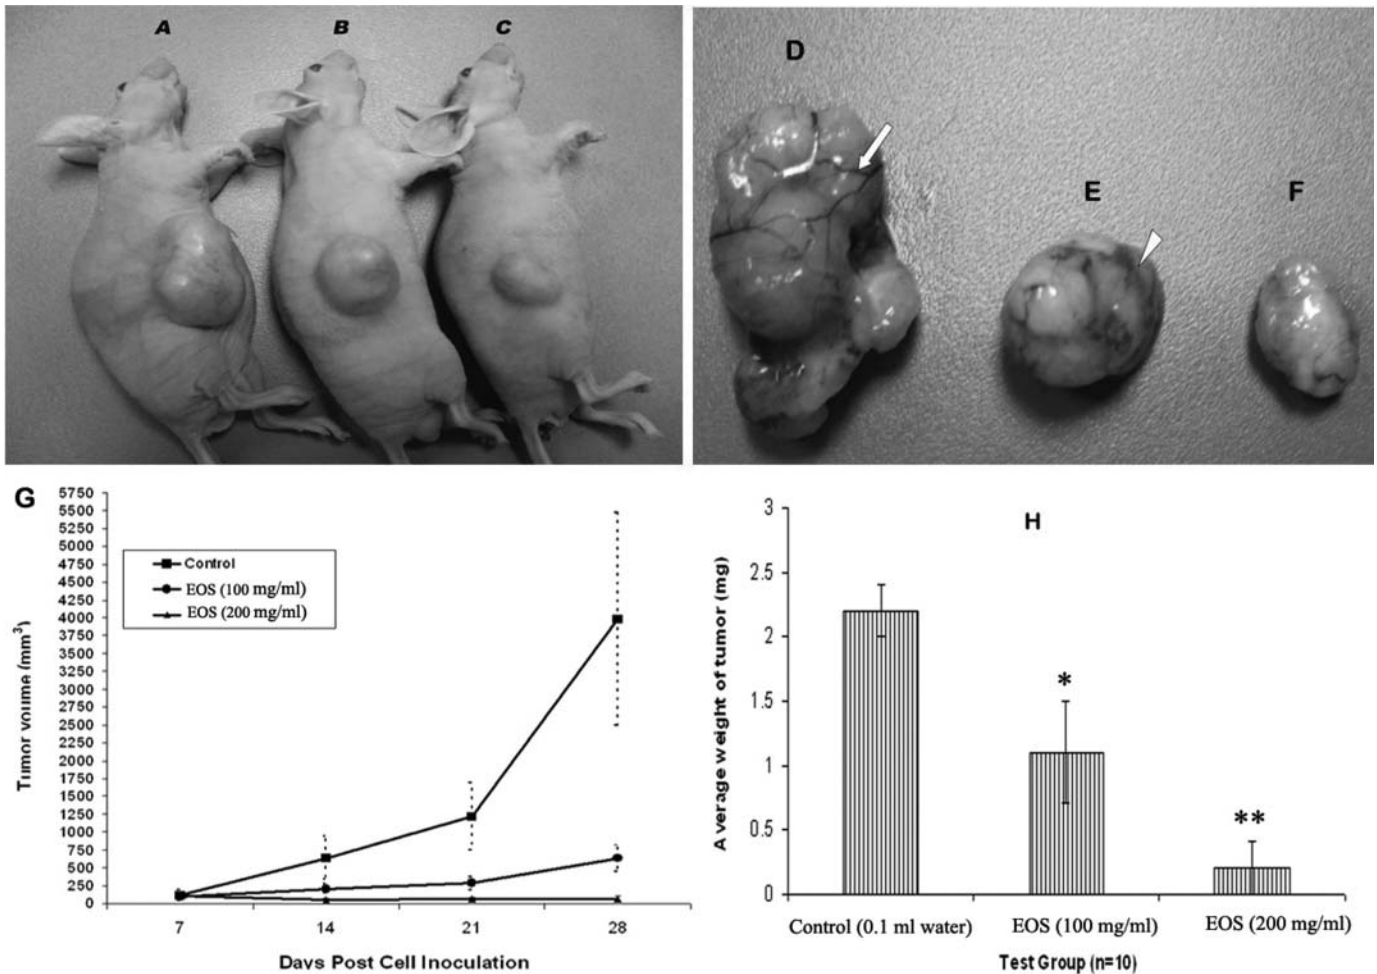 A
B
C
D
E
F
G
5750
5500
5250
5000
4750
4500
4250
4000
3750
3500
3250
3000
2750
2500
2250
2000
1750
1500
1250
1000
750
500
250
0
Tumor voume (mm³)
Control
EOS (100 mg/ml)
EOS (200 mg/ml)
7
14
21
28
Days Post Cell Inoculation
H
3
2.5
2
1.5
1
0.5
0
Average weight of tumor (mg)
*
**
Control (0.1 ml water)
EOS (100 mg/ml)
EOS (200 mg/ml)
Test Group (n=10)